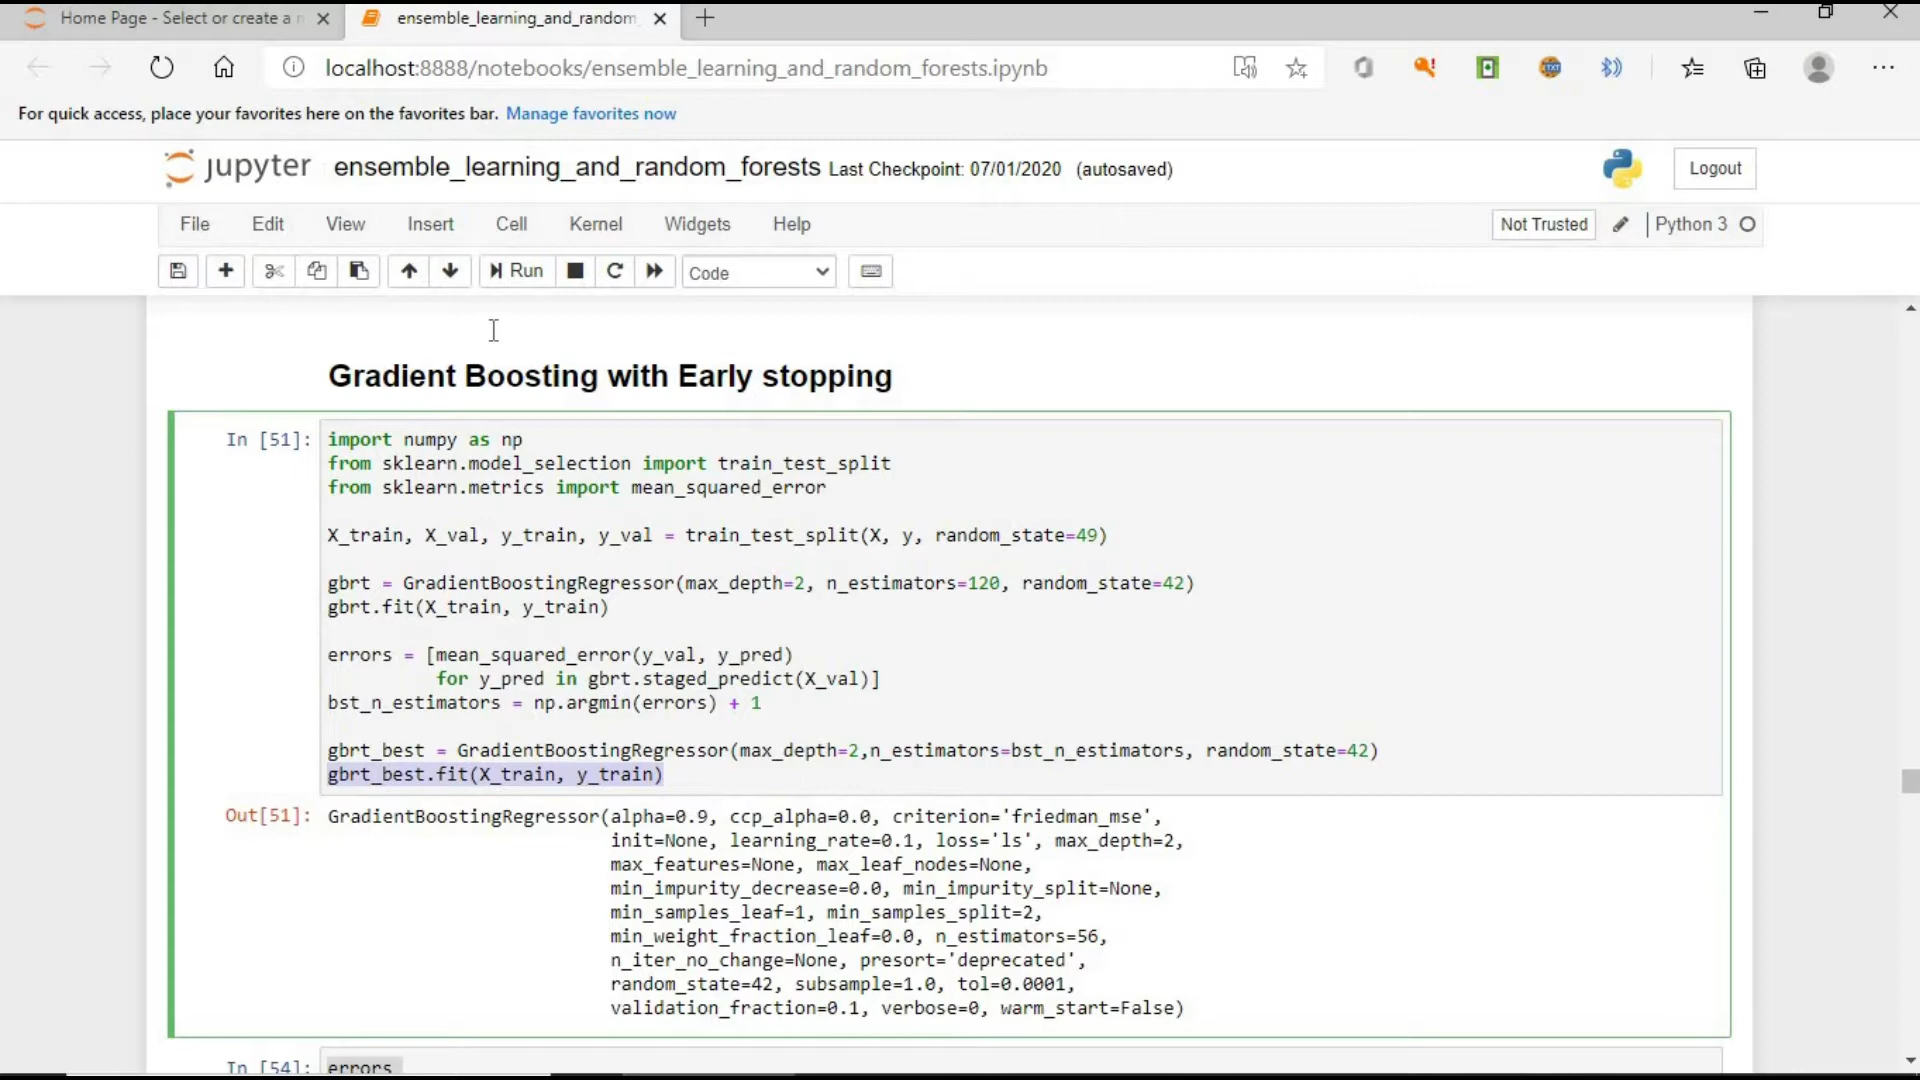 Home Page - Select or create a n
ensemble_learning_and_random
localhost:8888/notebooks/ensemble_learning_and_random_forests.ipynb
For quick access, place your favorites here on the favorites bar. Manage favorites now
jupyter ensemble_learning_and_random_forests Last Checkpoint: 07/01/2020 (autosaved)
Logout
File Edit View Insert Cell Kernel Widgets Help
Not Trusted
Python 3
Run
Code
Gradient Boosting with Early stopping
In [51]:
import numpy as np
from sklearn.model_selection import train_test_split
from sklearn.metrics import mean_squared_error
X_train, X_val, y_train, y_val = train_test_split(X, y, random_state=49)
gbrt = GradientBoostingRegressor(max_depth=2, n_estimators=120, random_state=42)
gbrt.fit(X_train, y_train)
errors = [mean_squared_error(y_val, y_pred)
for y_pred in gbrt.staged_predict(X_val)]
bst_n_estimators = np.argmin(errors) + 1
gbrt_best = GradientBoostingRegressor(max_depth=2,n_estimators=bst_n_estimators, random_state=42)
gbrt_best.fit(X_train, y_train)
Out[51]: GradientBoostingRegressor(alpha=0.9, ccp_alpha=0.0, criterion='friedman_mse',
init=None, learning_rate=0.1, loss='ls', max_depth=2,
max_features=None, max_leaf_nodes=None,
min_impurity_decrease=0.0, min_impurity_split=None,
min_samples_leaf=1, min_samples_split=2,
min_weight_fraction_leaf=0.0, n_estimators=56,
n_iter_no_change=None, presort='deprecated',
random_state=42, subsample=1.0, tol=0.0001,
validation_fraction=0.1, verbose=0, warm_start=False)
In [54]: errors